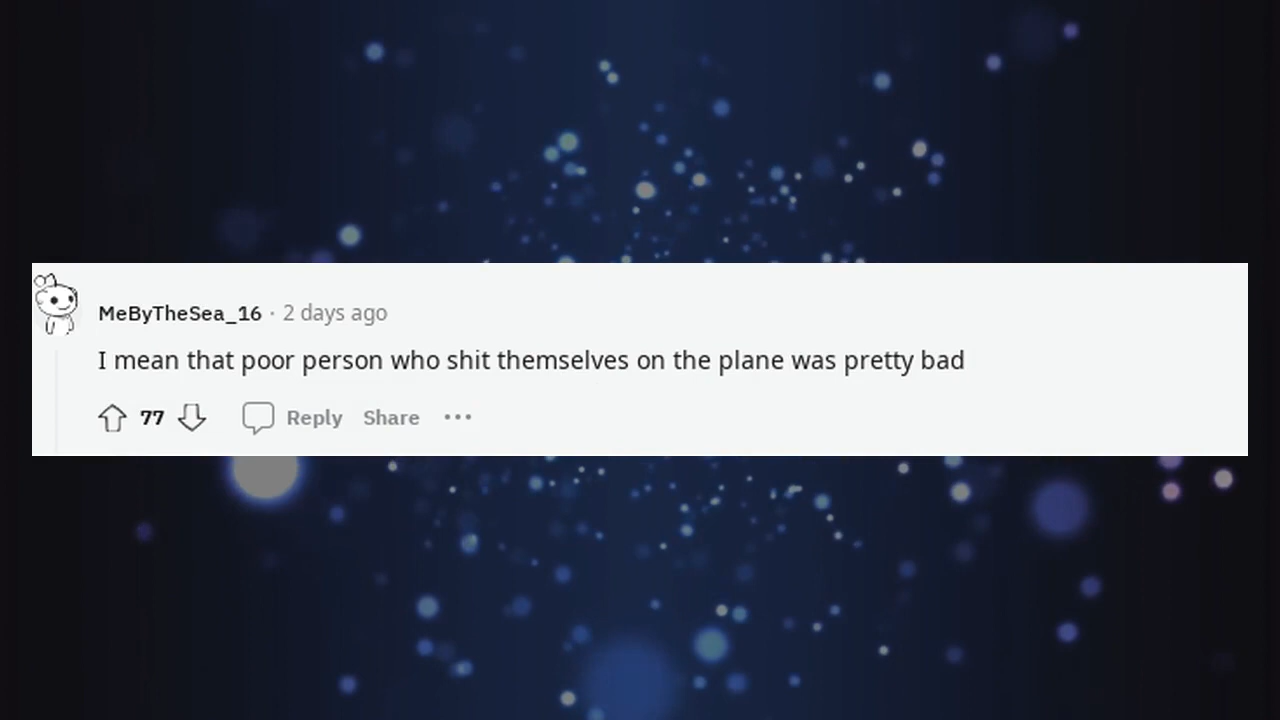 MeByTheSea_16 · 2 days ago
I mean that poor person who shit themselves on the plane was pretty bad
77 Reply Share ···